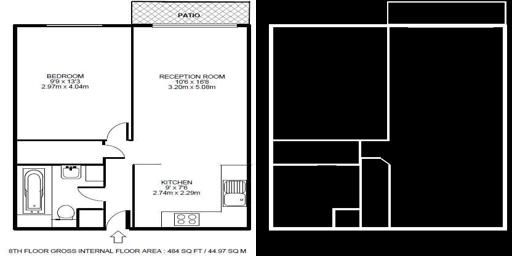 PATIO
BEDROOM
9'9 x 13'3
2.97m x 4.04m
RECEPTION ROOM
10'6 x 16'8
3.20m x 5.08m
KITCHEN
9' x 7'6
2.74m x 2.29m
8TH FLOOR GROSS INTERNAL FLOOR AREA : 484 SQ FT / 44.97 SQ M